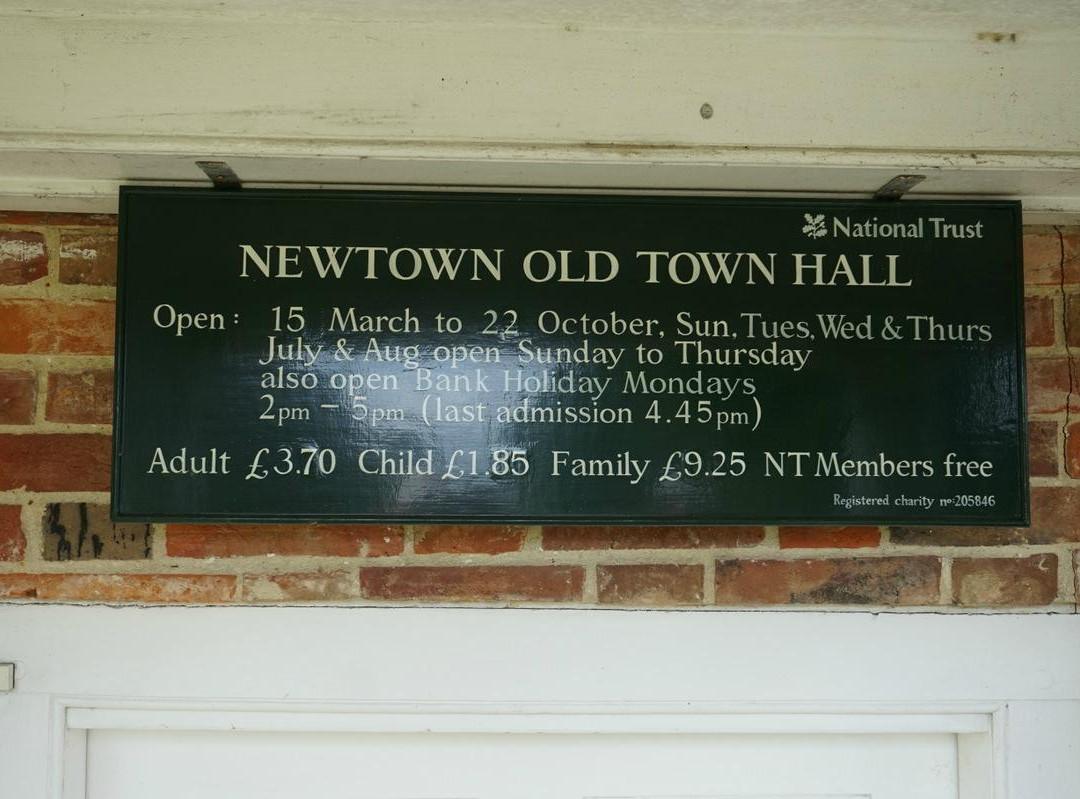 National Trust
NEWTOWN OLD TOWN HALL
Open: 15 March to 22 October, Sun, Tues, Wed & Thurs
July & Aug open Sunday to Thursday
also open Bank Holiday Mondays
2pm – 5pm (last admission 4.45pm)
Adult £3.70 Child £1.85 Family £9.25 NT Members free
Registered charity no: 205846